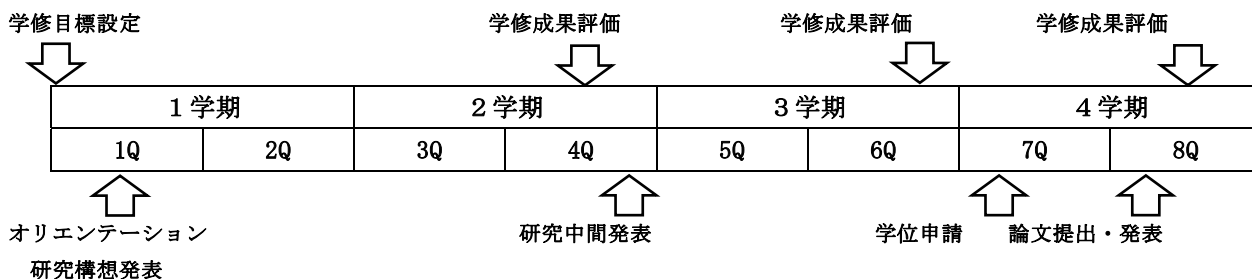 学修目標設定 学修成果評価 学修成果評価 学修成果評価
1学期 2学期 3学期 4学期
1Q 2Q 3Q 4Q 5Q 6Q 7Q 8Q
オリエンテーション 研究中間発表 学位申請 論文提出・発表
研究構想発表